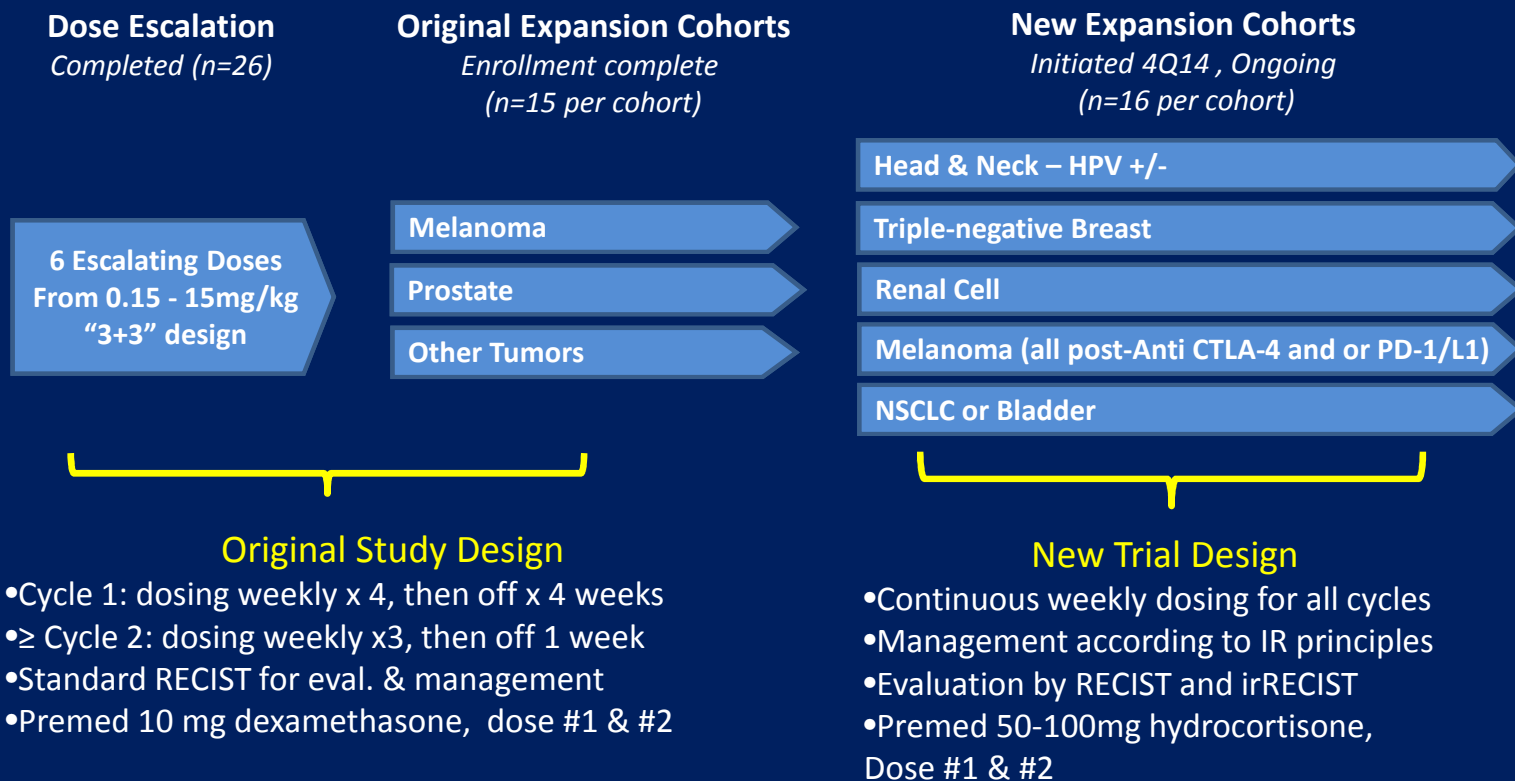 Dose Escalation
Completed (n=26)
Original Expansion Cohorts
Enrollment complete
(n=15 per cohort)
New Expansion Cohorts
Initiated 4Q14 , Ongoing
(n=16 per cohort)
6 Escalating Doses
From 0.15 - 15mg/kg
“3+3” design
Melanoma
Prostate
Other Tumors
Head & Neck – HPV +/-
Triple-negative Breast
Renal Cell
Melanoma (all post-Anti CTLA-4 and or PD-1/L1)
NSCLC or Bladder
Original Study Design
•Cycle 1: dosing weekly x 4, then off x 4 weeks
•≥ Cycle 2: dosing weekly x3, then off 1 week
•Standard RECIST for eval. & management
•Premed 10 mg dexamethasone, dose #1 & #2
New Trial Design
•Continuous weekly dosing for all cycles
•Management according to IR principles
•Evaluation by RECIST and irRECIST
•Premed 50-100mg hydrocortisone,
Dose #1 & #2